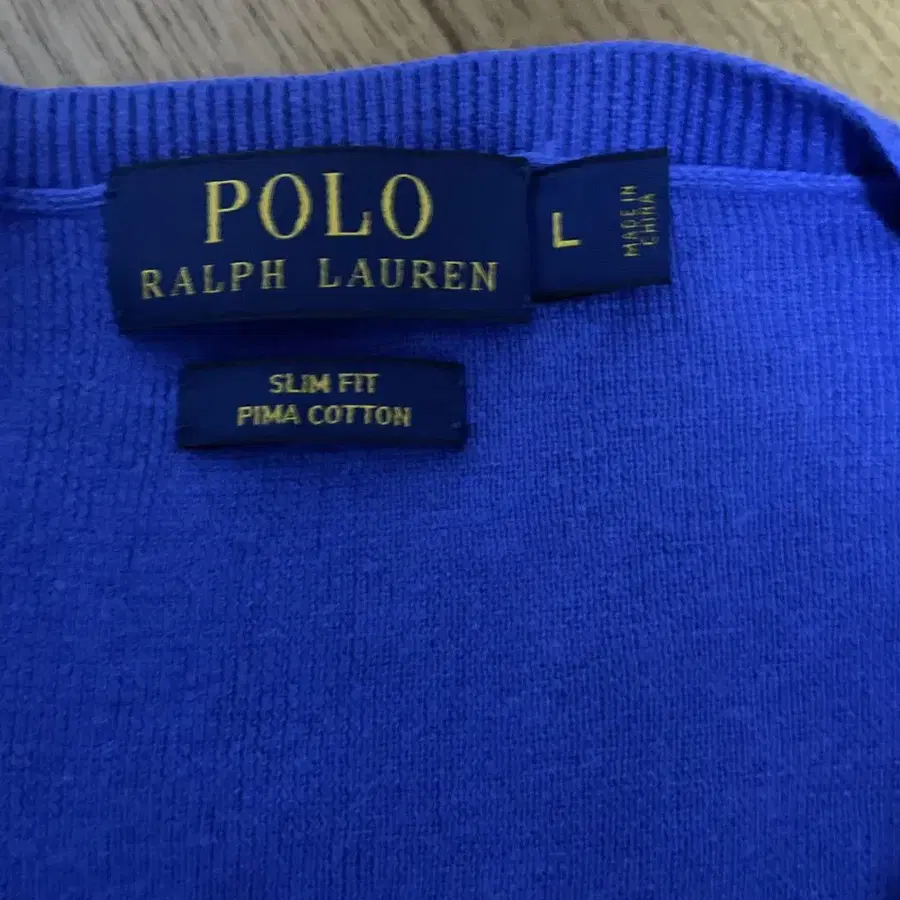 POLO
RALPH LAUREN
L
MADE IN
CHINA
SLIM FIT
PIMA COTTON